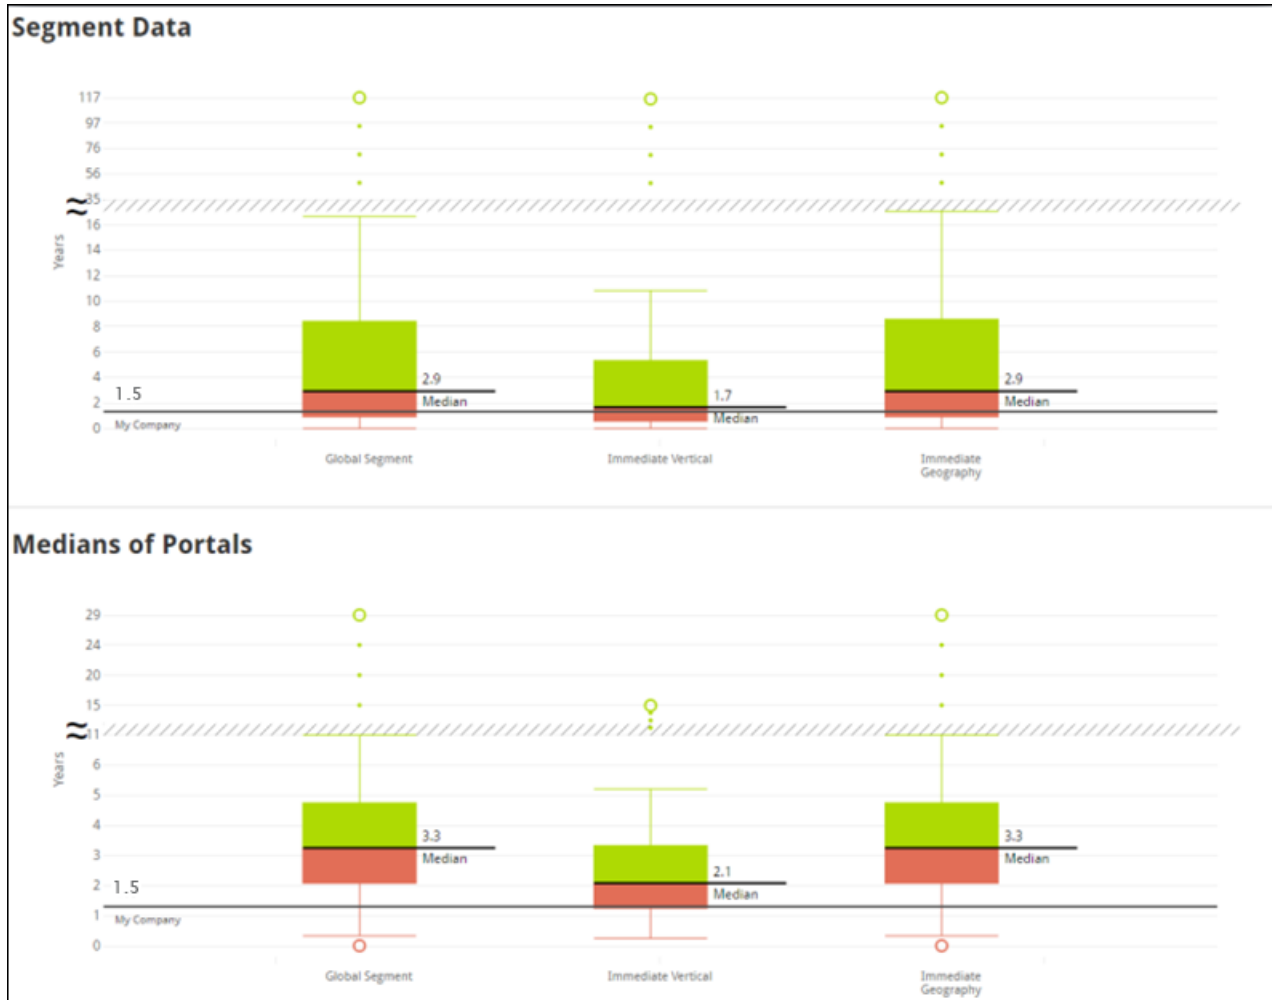 Segment Data
117
97
76
56
35
≈
16
14
12
10
8
6
4
2
0
Years
1.5
My Company
2.9
Median
1.7
Median
2.9
Median
Global Segment
Immediate Vertical
Immediate
Geography
Medians of Portals
29
24
20
15
≈
11
6
5
4
3
2
1
0
Years
1.5
My Company
3.3
Median
2.1
Median
3.3
Median
Global Segment
Immediate Vertical
Immediate
Geography